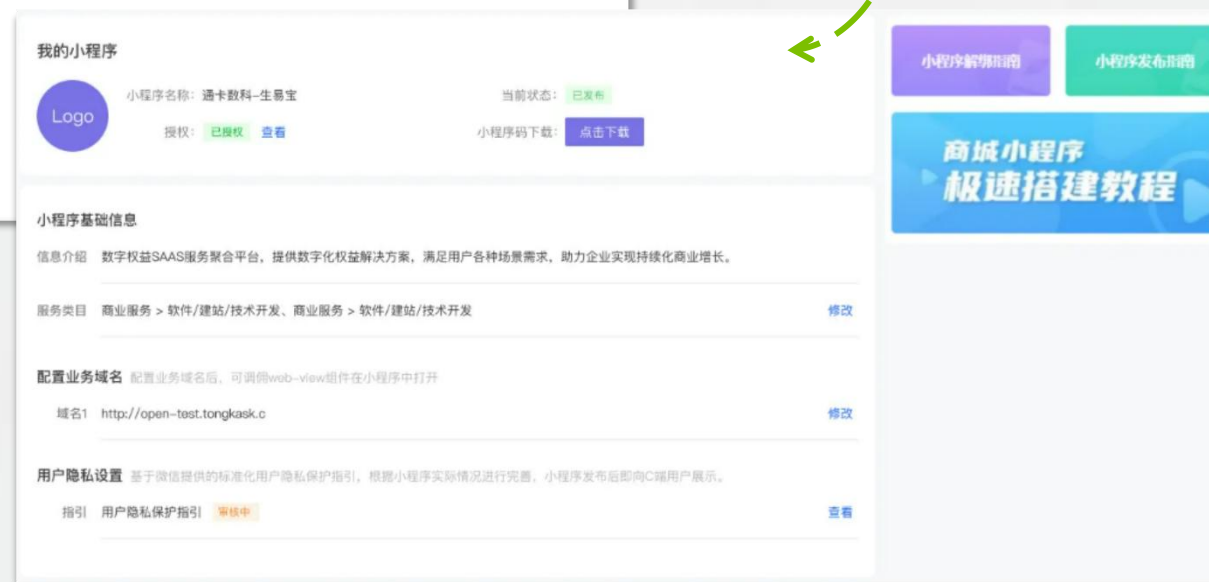 我的小程序
Logo
小程序名称: 通卡数科-生易宝
当前状态: 已发布
授权: 已授权 查看
小程序码下载: 点击下载
小程序基础信息
信息介绍 数字权益SAAS服务聚合平台，提供数字化权益解决方案，满足用户各种场景需求，助力企业实现持续化商业增长。
服务类目 商业服务 > 软件/建站/技术开发、商业服务 > 软件/建站/技术开发 修改
配置业务域名 配置业务域名后，可调佣web-view组件在小程序中打开
域名1 http://open-test.tongkask.c 修改
用户隐私设置 基于微信提供的标准化用户隐私保护指引，根据小程序实际情况进行完善，小程序发布后即向C端用户展示。
指引 用户隐私保护指引 审核中 查看
小程序解绑指南
小程序发布指南
商城小程序
极速搭建教程